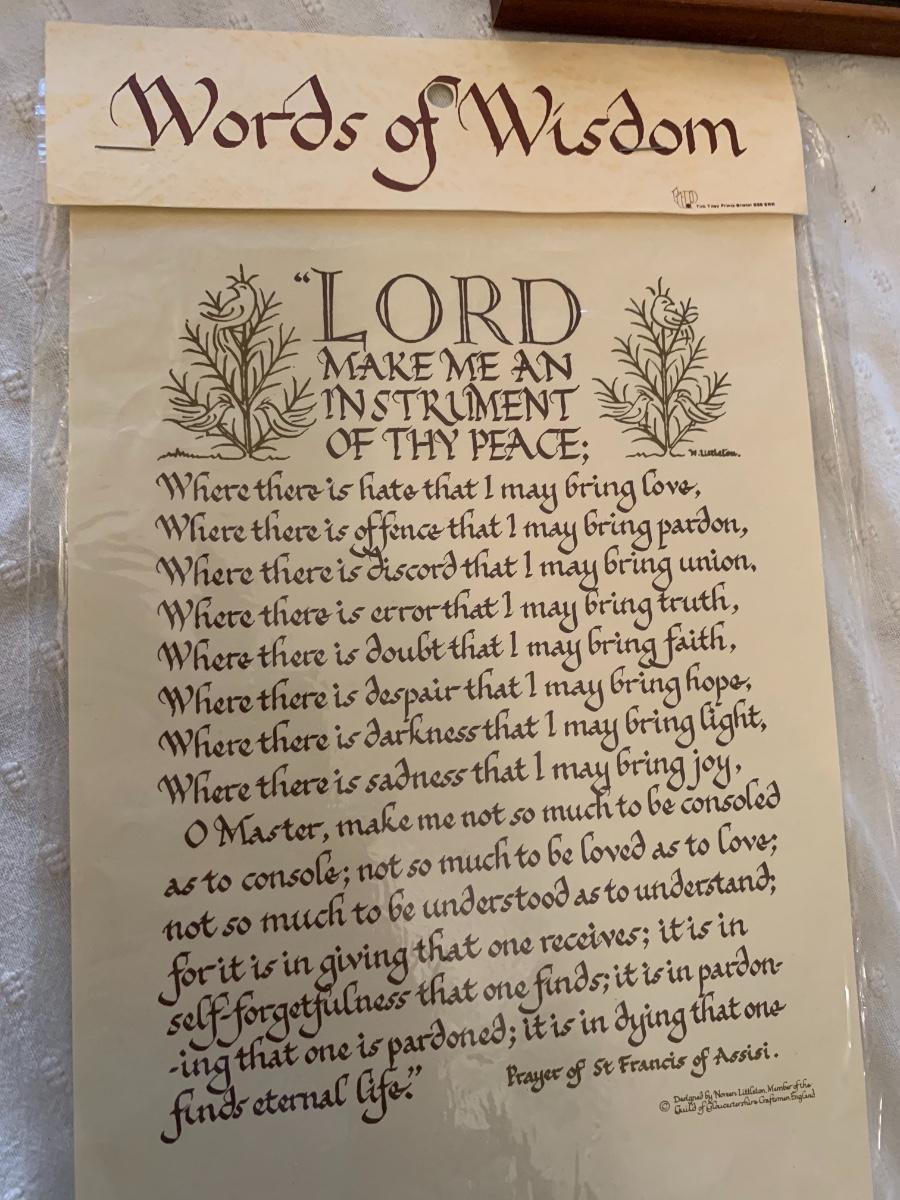 Words of Wisdom
Tim Tiley Prints Bristol
“LORD
MAKE ME AN
INSTRUMENT
OF THY PEACE;
N. Littleton.
Where there is hate that I may bring love,
Where there is offence that I may bring pardon,
Where there is discord that I may bring union,
Where there is error that I may bring truth,
Where there is doubt that I may bring faith,
Where there is despair that I may bring hope,
Where there is darkness that I may bring light,
Where there is sadness that I may bring joy,
O Master, make me not so much to be consoled
as to console; not so much to be loved as to love;
not so much to be understood as to understand;
for it is in giving that one receives; it is in
self-forgetfulness that one finds; it is in pardon-
-ing that one is pardoned; it is in dying that one
finds eternal life.”
Prayer of St Francis of Assisi.
© Designed by Noreen Littleton, Member of the
Guild of Gloucestershire Craftsmen, England